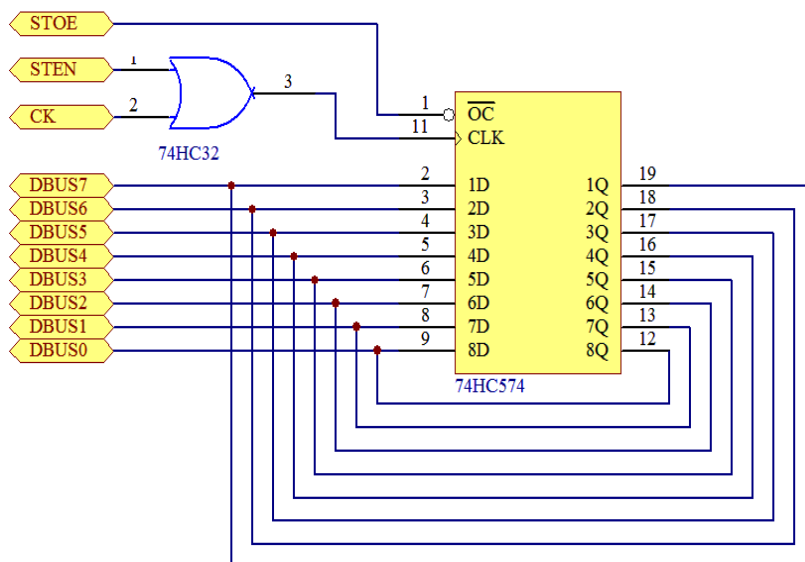 STOE
STEN 1
CK 2
3
74HC32
1 OC
11 CLK
DBUS7 2 1D 1Q 19
DBUS6 3 2D 2Q 18
DBUS5 4 3D 3Q 17
DBUS4 5 4D 4Q 16
DBUS3 6 5D 5Q 15
DBUS2 7 6D 6Q 14
DBUS1 8 7D 7Q 13
DBUS0 9 8D 8Q 12
74HC574